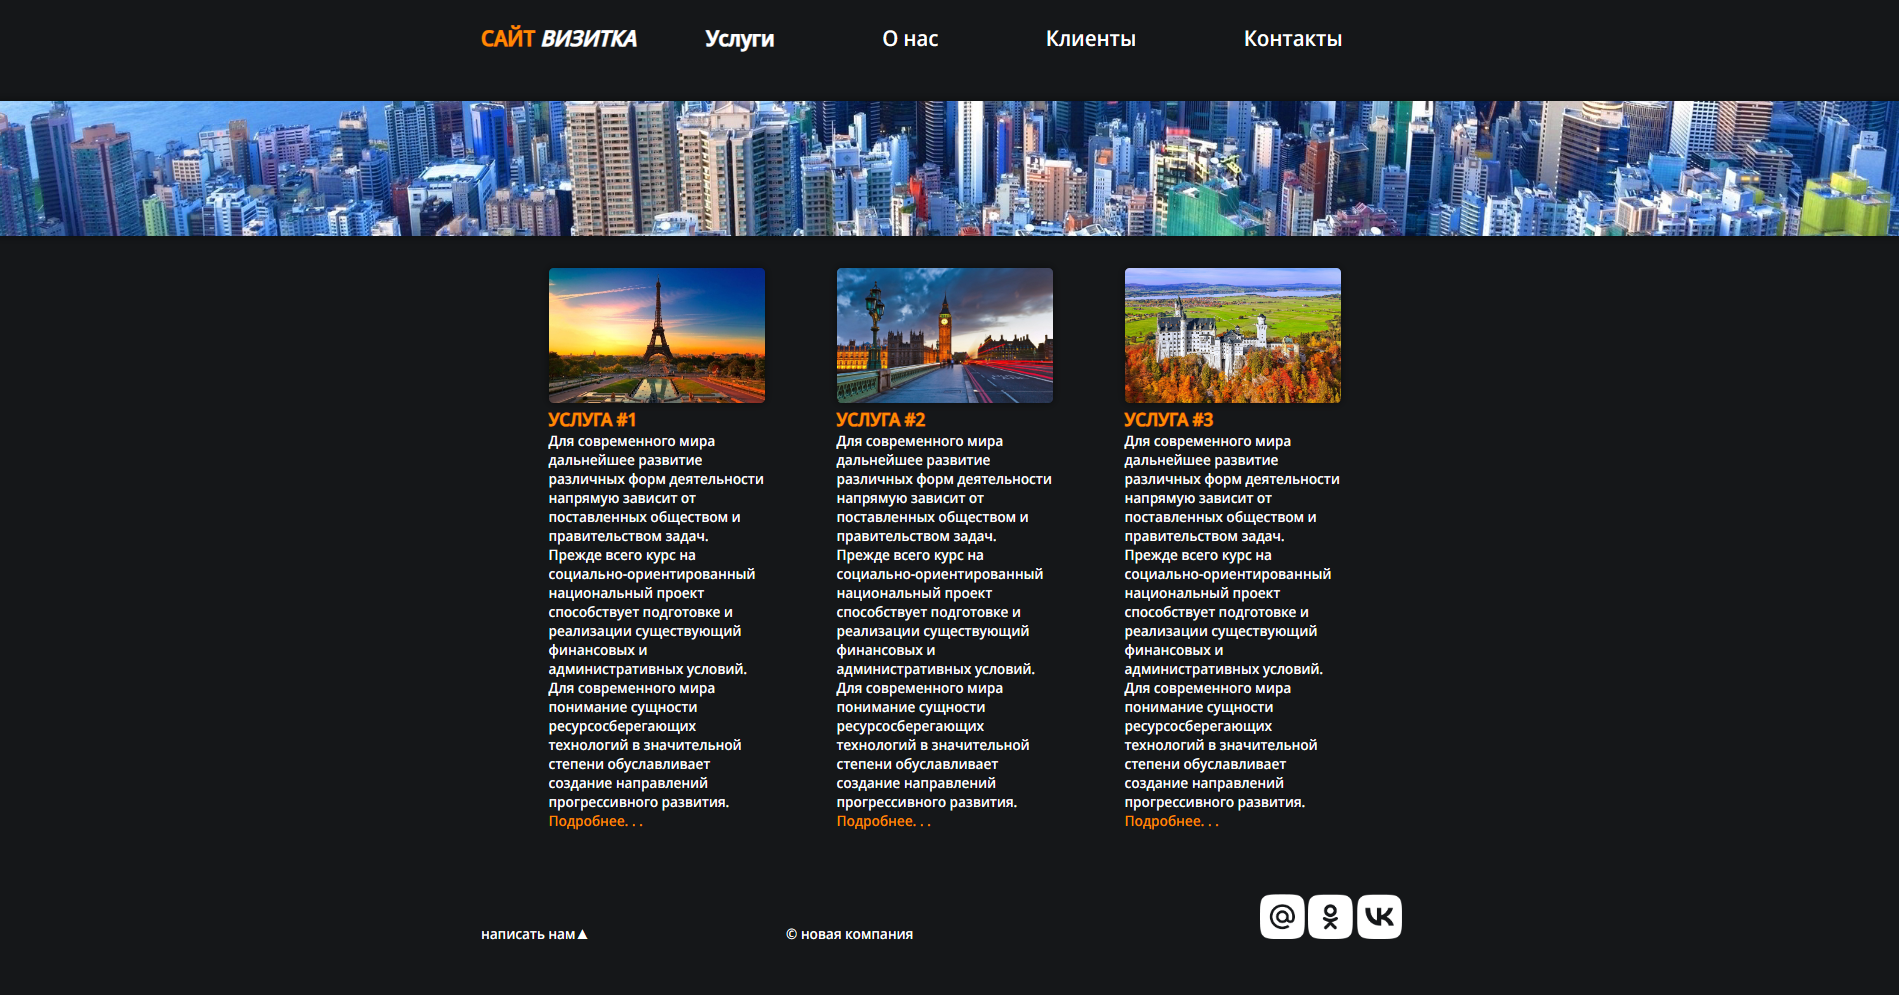 САЙТ ВИЗИТКА Услуги О нас Клиенты Контакты
УСЛУГА #1
Для современного мира
дальнейшее развитие
различных форм деятельности
напрямую зависит от
поставленных обществом и
правительством задач.
Прежде всего курс на
социально-ориентированный
национальный проект
способствует подготовке и
реализации существующий
финансовых и
административных условий.
Для современного мира
понимание сущности
ресурсосберегающих
технологий в значительной
степени обуславливает
создание направлений
прогрессивного развития.
Подробнее. . .
УСЛУГА #2
Для современного мира
дальнейшее развитие
различных форм деятельности
напрямую зависит от
поставленных обществом и
правительством задач.
Прежде всего курс на
социально-ориентированный
национальный проект
способствует подготовке и
реализации существующий
финансовых и
административных условий.
Для современного мира
понимание сущности
ресурсосберегающих
технологий в значительной
степени обуславливает
создание направлений
прогрессивного развития.
Подробнее. . .
УСЛУГА #3
Для современного мира
дальнейшее развитие
различных форм деятельности
напрямую зависит от
поставленных обществом и
правительством задач.
Прежде всего курс на
социально-ориентированный
национальный проект
способствует подготовке и
реализации существующий
финансовых и
административных условий.
Для современного мира
понимание сущности
ресурсосберегающих
технологий в значительной
степени обуславливает
создание направлений
прогрессивного развития.
Подробнее. . .
написать нам▲
© новая компания